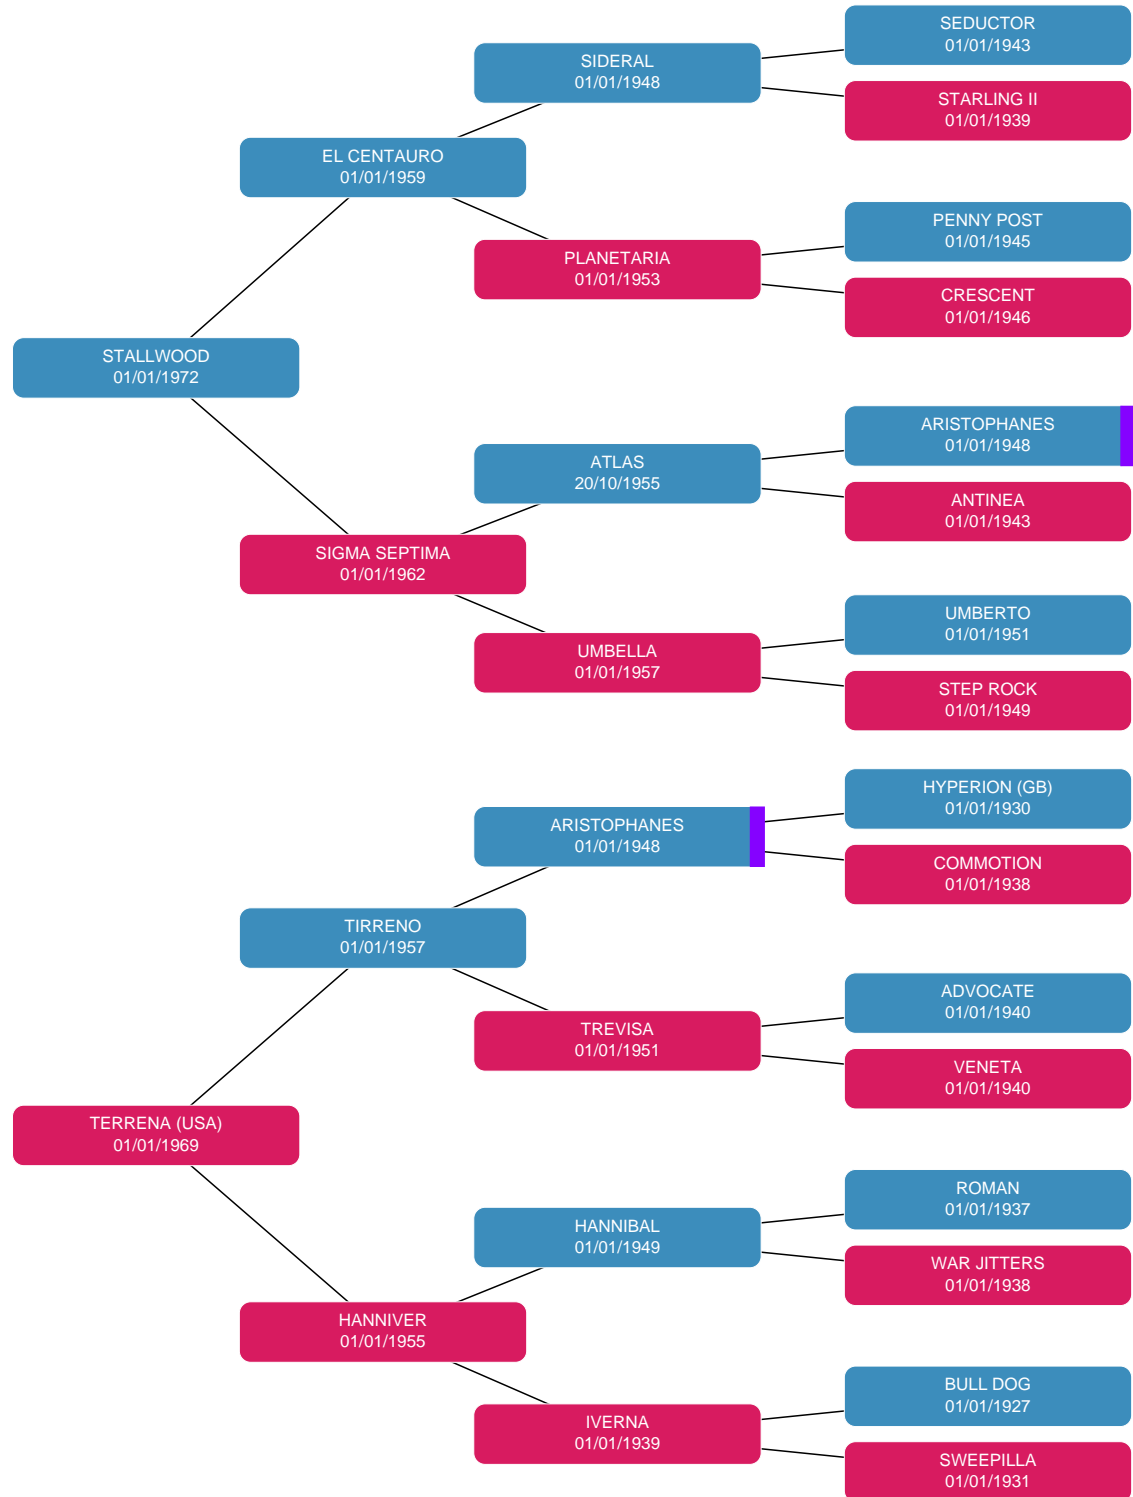 SEDUCTOR
01/01/1943
SIDERAL
01/01/1948
STARLING II
01/01/1939
EL CENTAURO
01/01/1959
PENNY POST
01/01/1945
PLANETARIA
01/01/1953
CRESCENT
01/01/1946
STALLWOOD
01/01/1972
ARISTOPHANES
01/01/1948
ATLAS
20/10/1955
ANTINEA
01/01/1943
SIGMA SEPTIMA
01/01/1962
UMBERTO
01/01/1951
UMBELLA
01/01/1957
STEP ROCK
01/01/1949
HYPERION (GB)
01/01/1930
ARISTOPHANES
01/01/1948
COMMOTION
01/01/1938
TIRRENO
01/01/1957
ADVOCATE
01/01/1940
TREVISA
01/01/1951
VENETA
01/01/1940
TERRENA (USA)
01/01/1969
ROMAN
01/01/1937
HANNIBAL
01/01/1949
WAR JITTERS
01/01/1938
HANNIVER
01/01/1955
BULL DOG
01/01/1927
IVERNA
01/01/1939
SWEEPILLA
01/01/1931